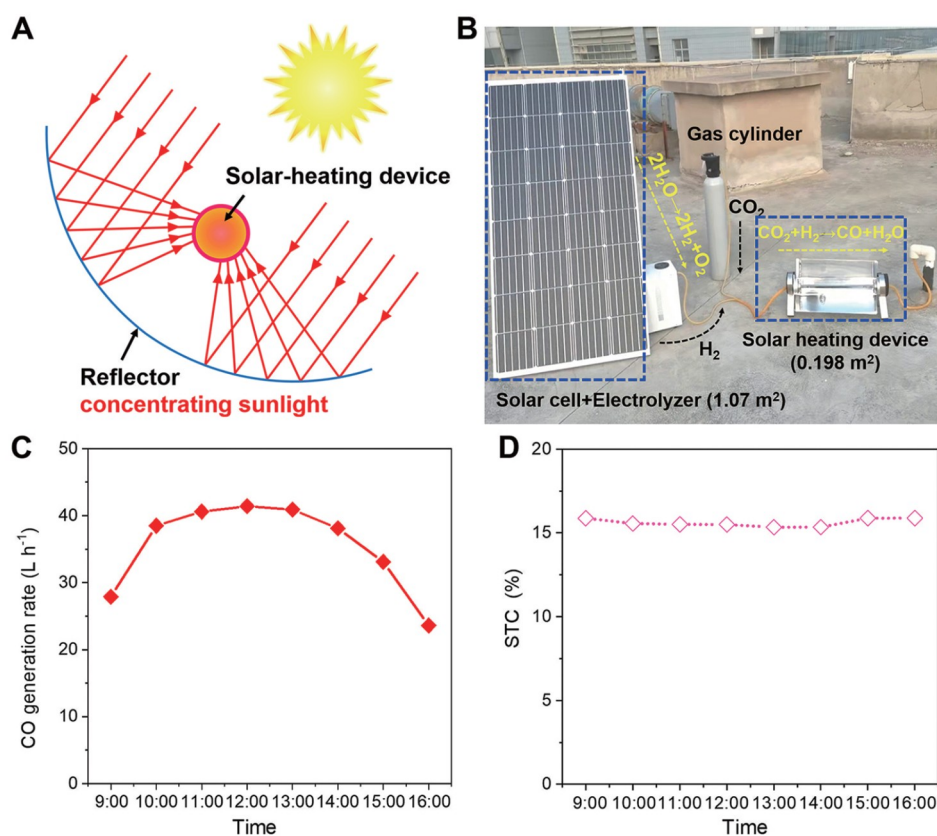 A
Solar-heating device
Reflector
concentrating sunlight
B
Gas cylinder
2H₂O→2H₂+O₂
CO₂
CO₂+H₂→CO+H₂O
H₂
Solar heating device
(0.198 m²)
Solar cell+Electrolyzer (1.07 m²)
C
CO generation rate (L h⁻¹)
50
40
30
20
10
0
9:00 10:00 11:00 12:00 13:00 14:00 15:00 16:00
Time
D
STC (%)
20
15
10
5
0
9:00 10:00 11:00 12:00 13:00 14:00 15:00 16:00
Time